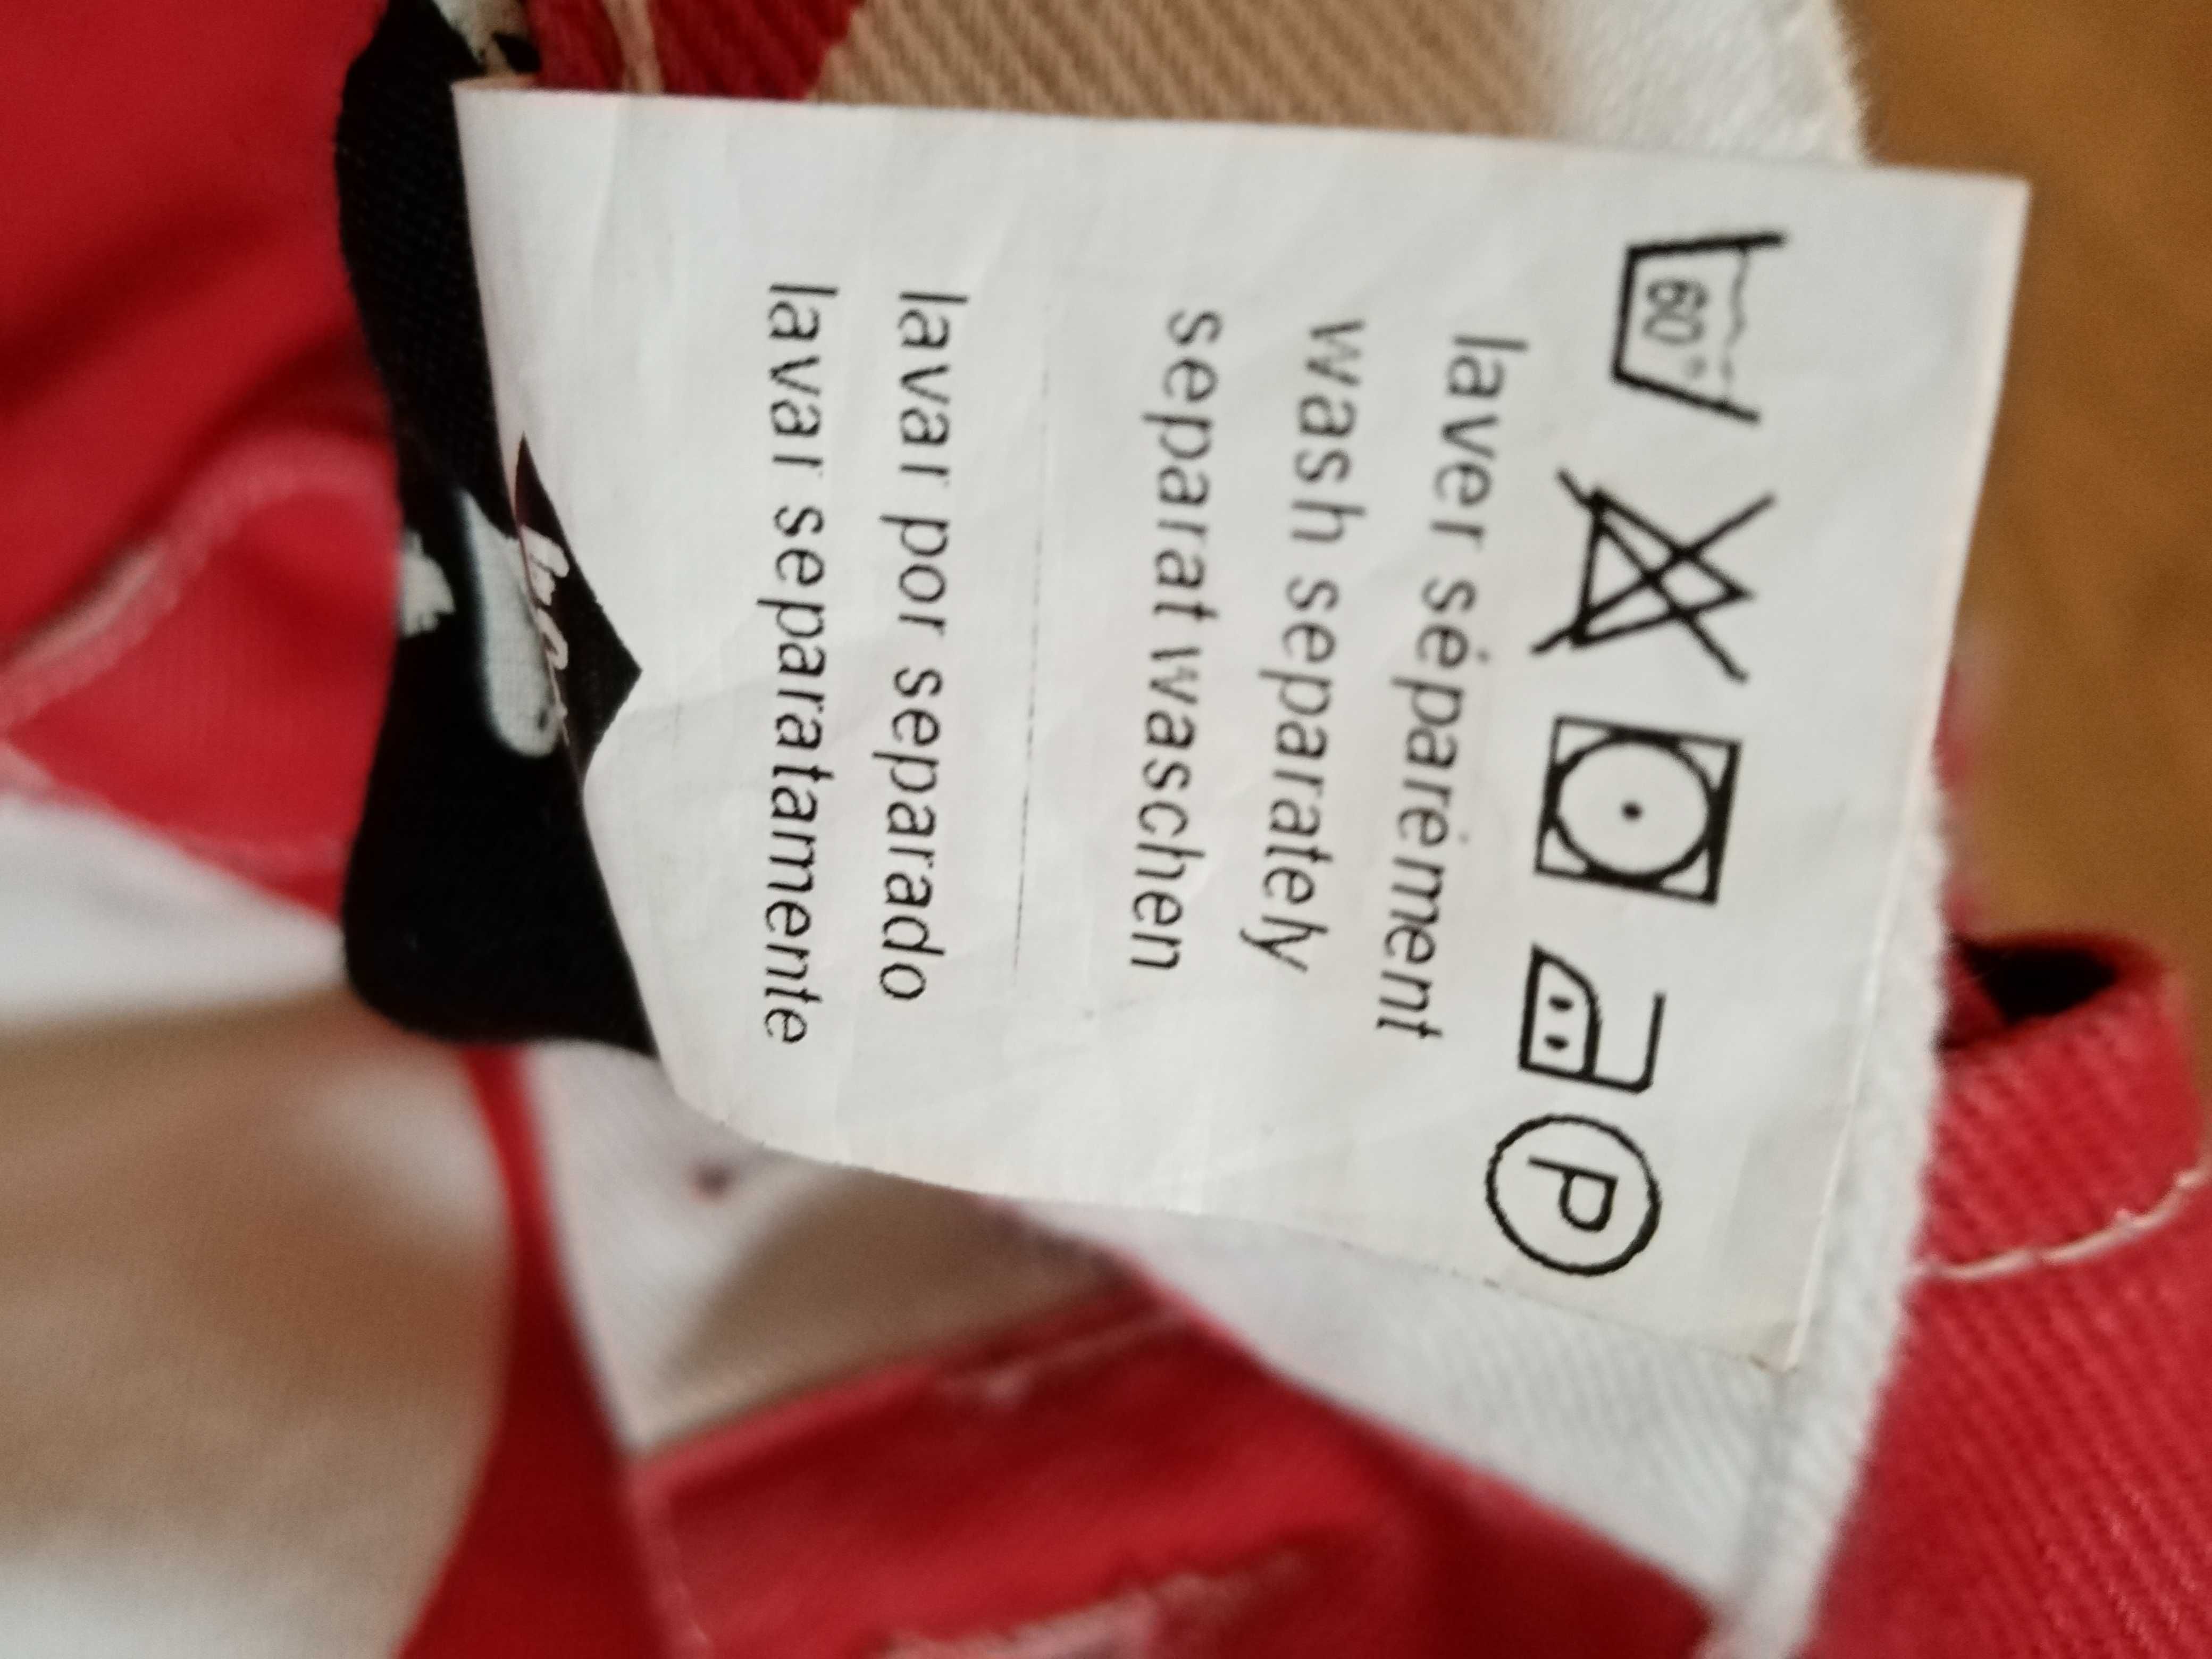 60°
P
laver séparément
wash separately
separat waschen
lavar por separado
lavar separatamente